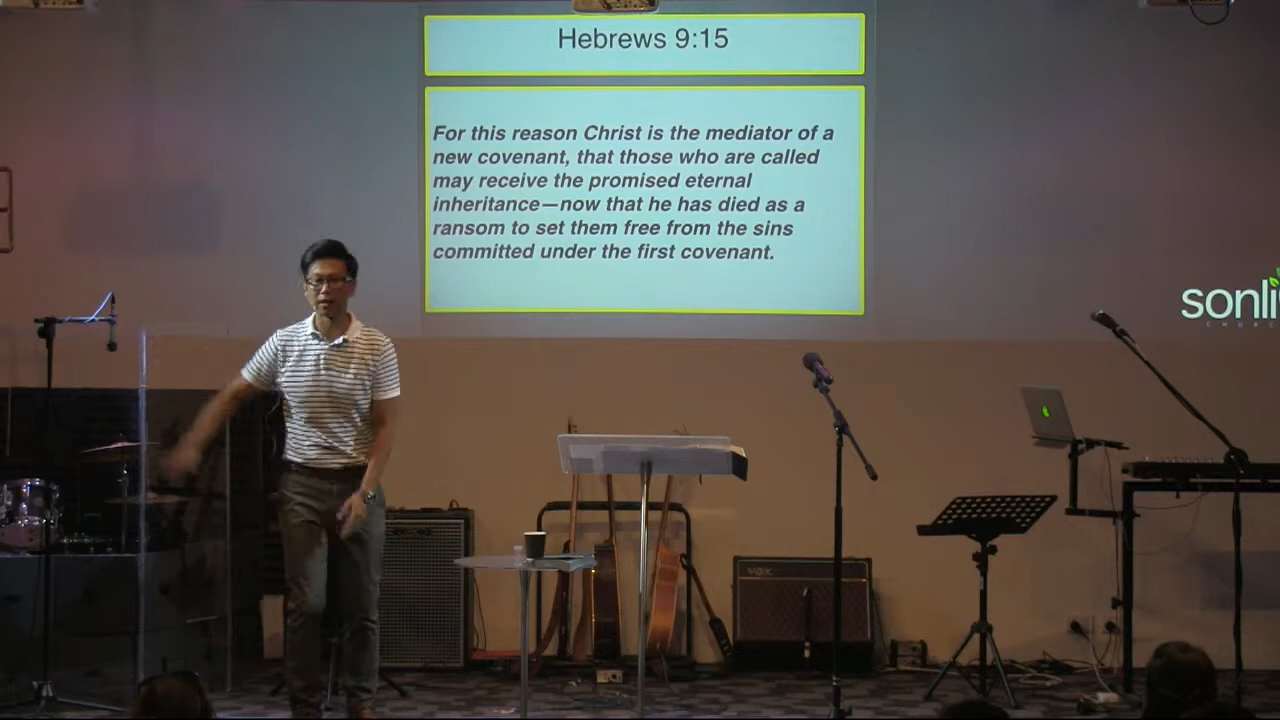 Hebrews 9:15
For this reason Christ is the mediator of a
new covenant, that those who are called
may receive the promised eternal
inheritance—now that he has died as a
ransom to set them free from the sins
committed under the first covenant.
VOX